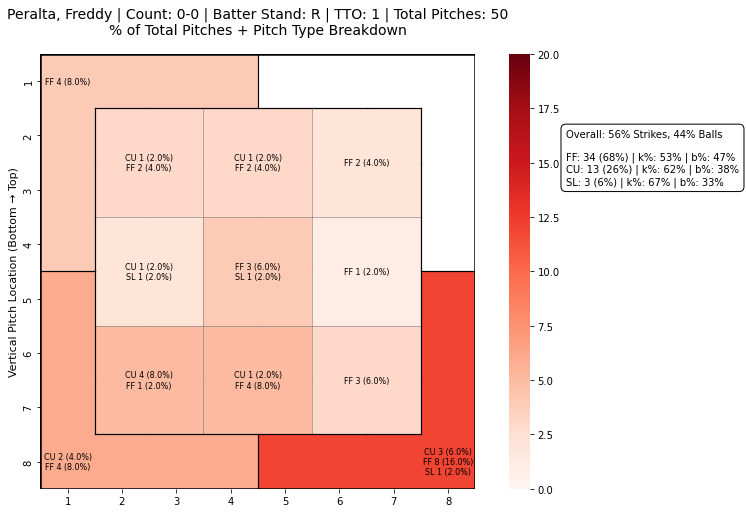 Peralta, Freddy | Count: 0-0 | Batter Stand: R | TTO: 1 | Total Pitches: 50
% of Total Pitches + Pitch Type Breakdown
Vertical Pitch Location (Bottom → Top)
1
2
3
4
5
6
7
8
FF 4 (8.0%)
CU 1 (2.0%)
FF 2 (4.0%)
CU 1 (2.0%)
FF 2 (4.0%)
FF 2 (4.0%)
CU 1 (2.0%)
SL 1 (2.0%)
FF 3 (6.0%)
SL 1 (2.0%)
FF 1 (2.0%)
CU 4 (8.0%)
FF 1 (2.0%)
CU 1 (2.0%)
FF 4 (8.0%)
FF 3 (6.0%)
CU 2 (4.0%)
FF 4 (8.0%)
CU 3 (6.0%)
FF 8 (16.0%)
SL 1 (2.0%)
1 2 3 4 5 6 7 8
20.0
17.5
15.0
12.5
10.0
7.5
5.0
2.5
0.0
Overall: 56% Strikes, 44% Balls
FF: 34 (68%) | k%: 53% | b%: 47%
CU: 13 (26%) | k%: 62% | b%: 38%
SL: 3 (6%) | k%: 67% | b%: 33%